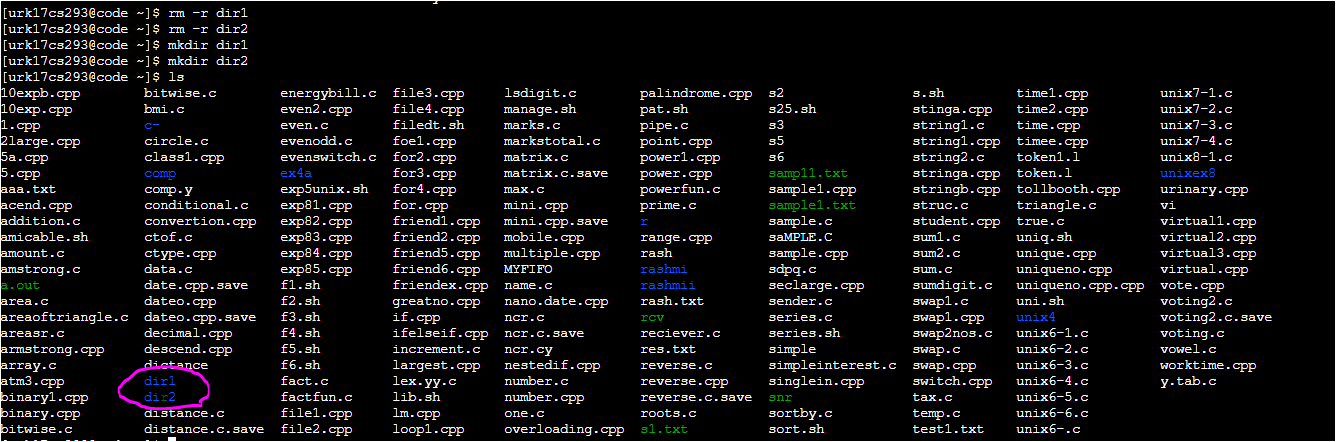 [urk17cs293@code ~]$ rm -r dir1
[urk17cs293@code ~]$ rm -r dir2
[urk17cs293@code ~]$ mkdir dir1
[urk17cs293@code ~]$ mkdir dir2
[urk17cs293@code ~]$ ls
10expb.cpp bitwise.c energybill.c file3.cpp lsdigit.c palindrome.cpp s2 s.sh time1.cpp unix7-1.c
10exp.cpp bmi.c even2.cpp file4.cpp manage.sh pat.sh s25.sh stinga.cpp time2.cpp unix7-2.c
1.cpp c- even.c filedt.sh marks.c pipe.c s3 string1.c time.cpp unix7-3.c
2large.cpp circle.c evenodd.c foe1.cpp markstotal.c point.cpp s5 string1.cpp timee.cpp unix7-4.c
5a.cpp class1.cpp evenswitch.c for2.cpp matrix.c power1.cpp s6 string2.c token1.l unix8-1.c
5.cpp comp ex4a for3.cpp matrix.c.save power.cpp samp11.txt stringa.cpp token.l unixex8
aaa.txt comp.y exp5unix.sh for4.cpp max.c powerfun.c sample1.cpp stringb.cpp tollbooth.cpp urinary.cpp
acend.cpp conditional.c exp81.cpp for.cpp mini.cpp prime.c sample1.txt struc.c triangle.c vi
addition.c convertion.cpp exp82.cpp friend1.cpp mini.cpp.save r sample.c student.cpp true.c virtual1.cpp
amicable.sh ctof.c exp83.cpp friend2.cpp mobile.cpp range.cpp saMPLE.C sum1.c uniq.sh virtual2.cpp
amount.c ctype.cpp exp84.cpp friend5.cpp multiple.cpp rash sample.cpp sum2.c unique.cpp virtual3.cpp
amstrong.c data.c exp85.cpp friend6.cpp MYFIFO rashmi sdpq.c sum.c uniqueno.cpp virtual.cpp
a.out date.cpp.save f1.sh friendex.cpp name.c rashmii seclarge.cpp sumdigit.c uniqueno.cpp.cpp vote.cpp
area.c dateo.cpp f2.sh greatno.cpp nano.date.cpp rash.txt sender.c swap1.c uni.sh voting2.c
areaoftriangle.c dateo.cpp.save f3.sh if.cpp ncr.c rcv series.c swap1.cpp unix4 voting2.c.save
areasr.c decimal.cpp f4.sh ifelseif.cpp ncr.c.save reciever.c series.sh swap2nos.c unix6-1.c voting.c
armstrong.cpp descend.cpp f5.sh increment.c ncr.cy res.txt simple swap.c unix6-2.c vowel.c
array.c distance f6.sh largest.cpp nestedif.cpp reverse.c simpleinterest.c swap.cpp unix6-3.c worktime.cpp
atm3.cpp dir1 fact.c lex.yy.c number.c reverse.cpp singlein.cpp switch.cpp unix6-4.c y.tab.c
binary1.cpp dir2 factfun.c lib.sh number.cpp reverse.c.save snr tax.c unix6-5.c
binary.cpp distance.c file1.cpp lm.cpp one.c roots.c sortby.c temp.c unix6-6.c
bitwise.c distance.c.save file2.cpp loop1.cpp overloading.cpp s1.txt sort.sh test1.txt unix6-.c